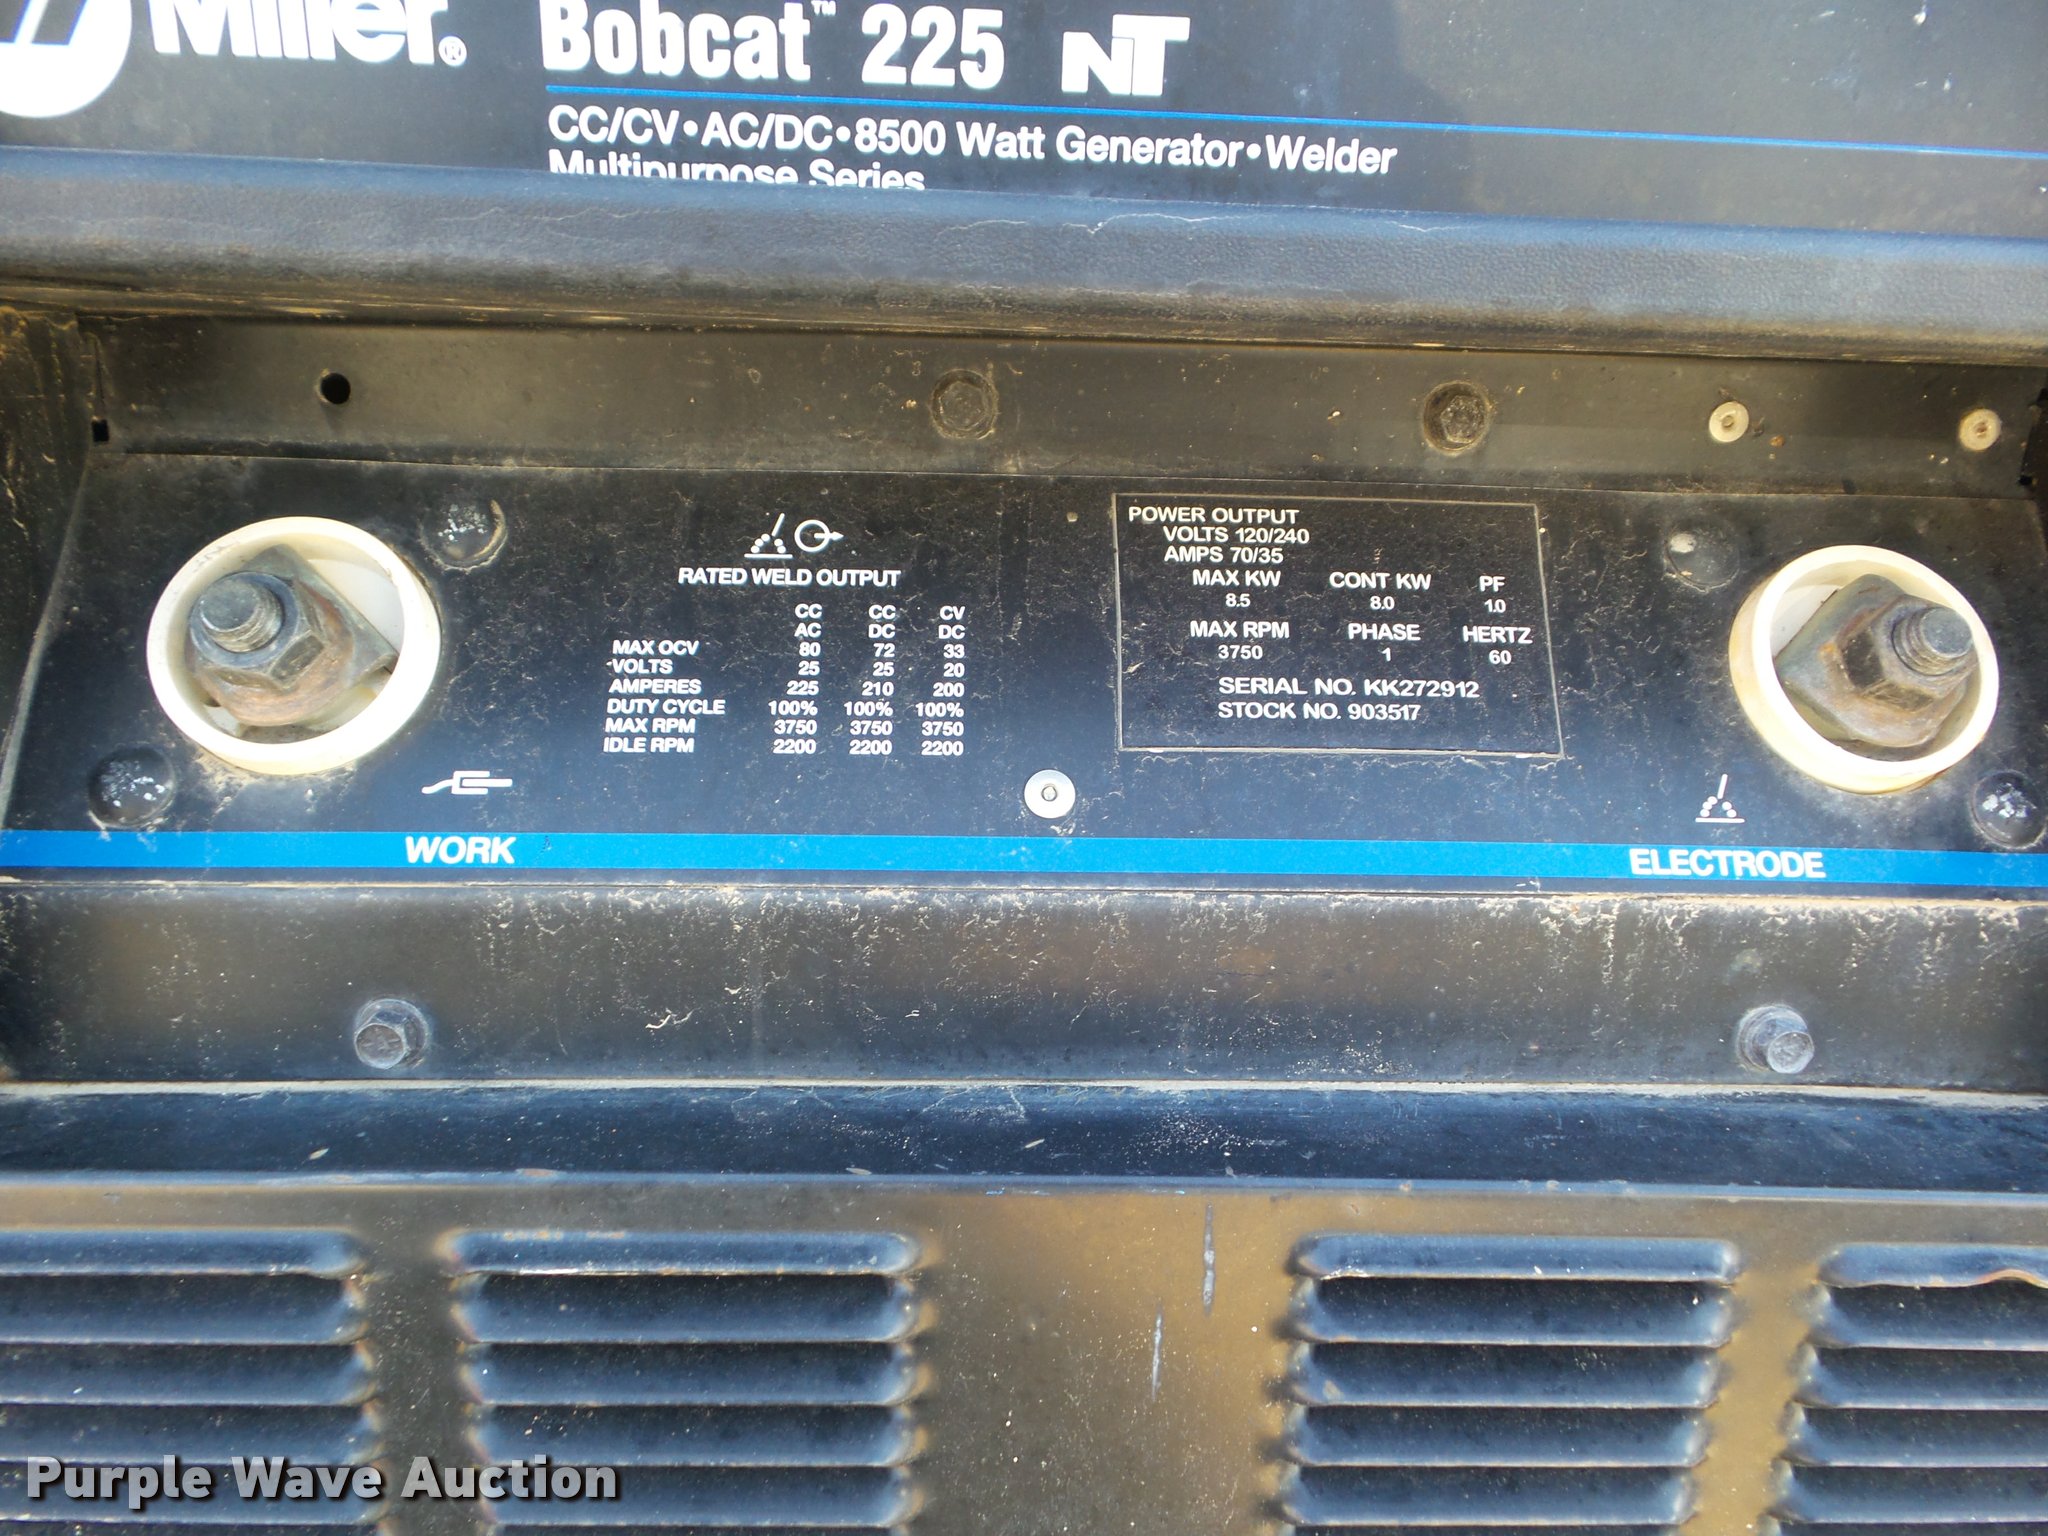 Miller®
Bobcat™ 225 NT
CC/CV•AC/DC•8500 Watt Generator•Welder
Multipurpose Series
RATED WELD OUTPUT
CC CC CV
AC DC DC
MAX OCV 80 72 33
VOLTS 25 25 20
AMPERES 225 210 200
DUTY CYCLE 100% 100% 100%
MAX RPM 3750 3750 3750
IDLE RPM 2200 2200 2200
POWER OUTPUT
VOLTS 120/240
AMPS 70/35
MAX KW CONT KW PF
8.5 8.0 1.0
MAX RPM PHASE HERTZ
3750 1 60
SERIAL NO. KK272912
STOCK NO. 903517
WORK
ELECTRODE
Purple Wave Auction